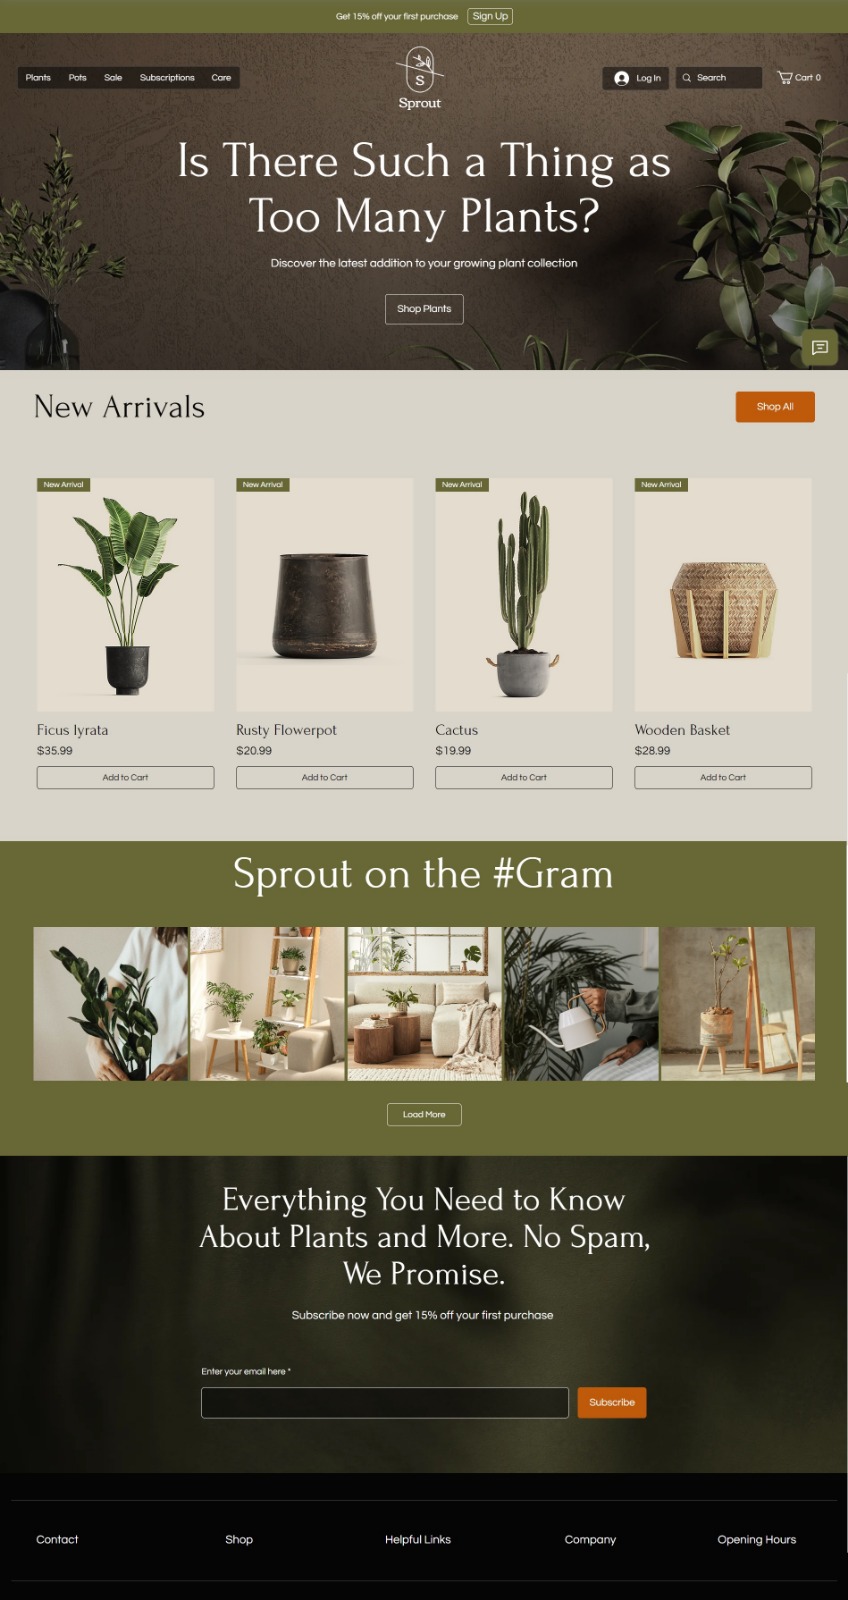 Get 15% off your first purchase Sign Up
Plants Pots Sale Subscriptions Care
S
Sprout
Log In Search Cart 0
Is There Such a Thing as
Too Many Plants?
Discover the latest addition to your growing plant collection
Shop Plants
New Arrivals
Shop All
New Arrival New Arrival New Arrival New Arrival
Ficus lyrata Rusty Flowerpot Cactus Wooden Basket
$35.99 $20.99 $19.99 $28.99
Add to Cart Add to Cart Add to Cart Add to Cart
Sprout on the #Gram
Load More
Everything You Need to Know
About Plants and More. No Spam,
We Promise.
Subscribe now and get 15% off your first purchase
Enter your email here *
Subscribe
Contact Shop Helpful Links Company Opening Hours